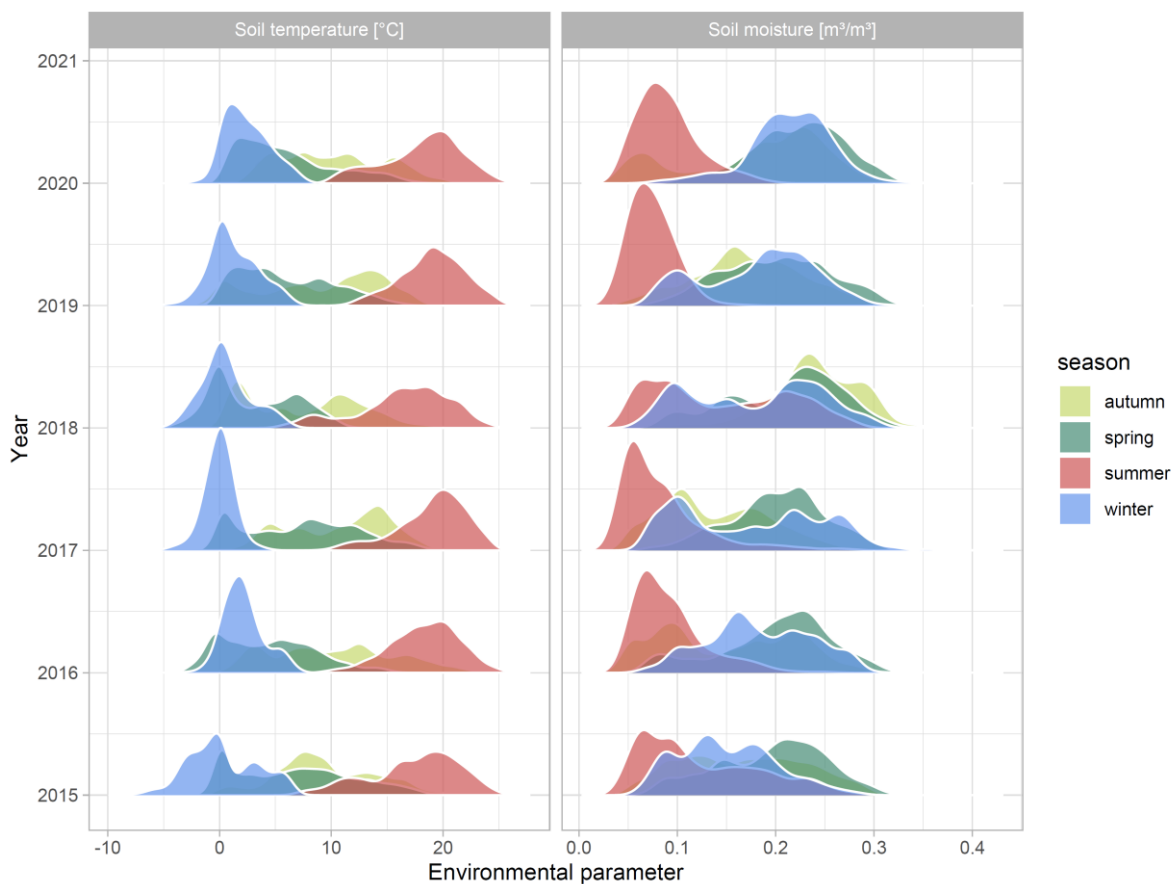 Soil temperature [°C]
Soil moisture [m³/m³]
2021
2020
2019
2018
2017
2016
2015
Year
-10
0
10
20
0.0
0.1
0.2
0.3
0.4
Environmental parameter
season
autumn
spring
summer
winter